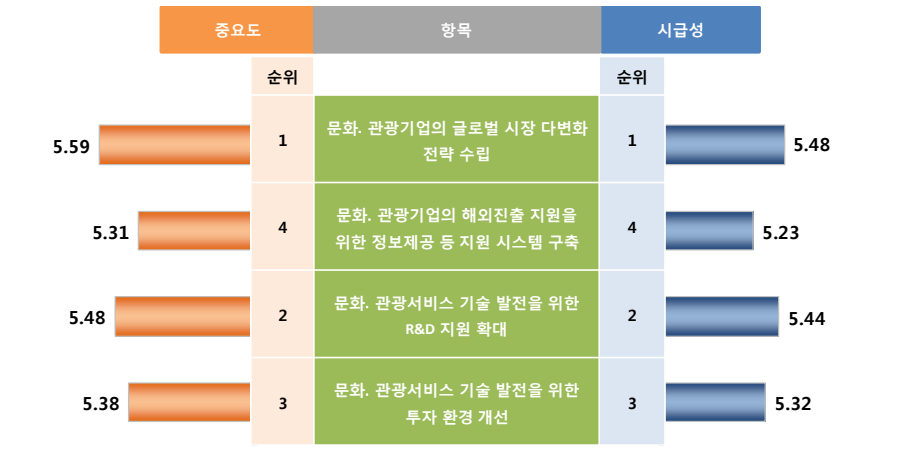 중요도
항목
시급성
순위
순위
5.59
1
문화. 관광기업의 글로벌 시장 다변화
전략 수립
1
5.48
5.31
4
문화. 관광기업의 해외진출 지원을
위한 정보제공 등 지원 시스템 구축
4
5.23
5.48
2
문화. 관광서비스 기술 발전을 위한
R&D 지원 확대
2
5.44
5.38
3
문화. 관광서비스 기술 발전을 위한
투자 환경 개선
3
5.32